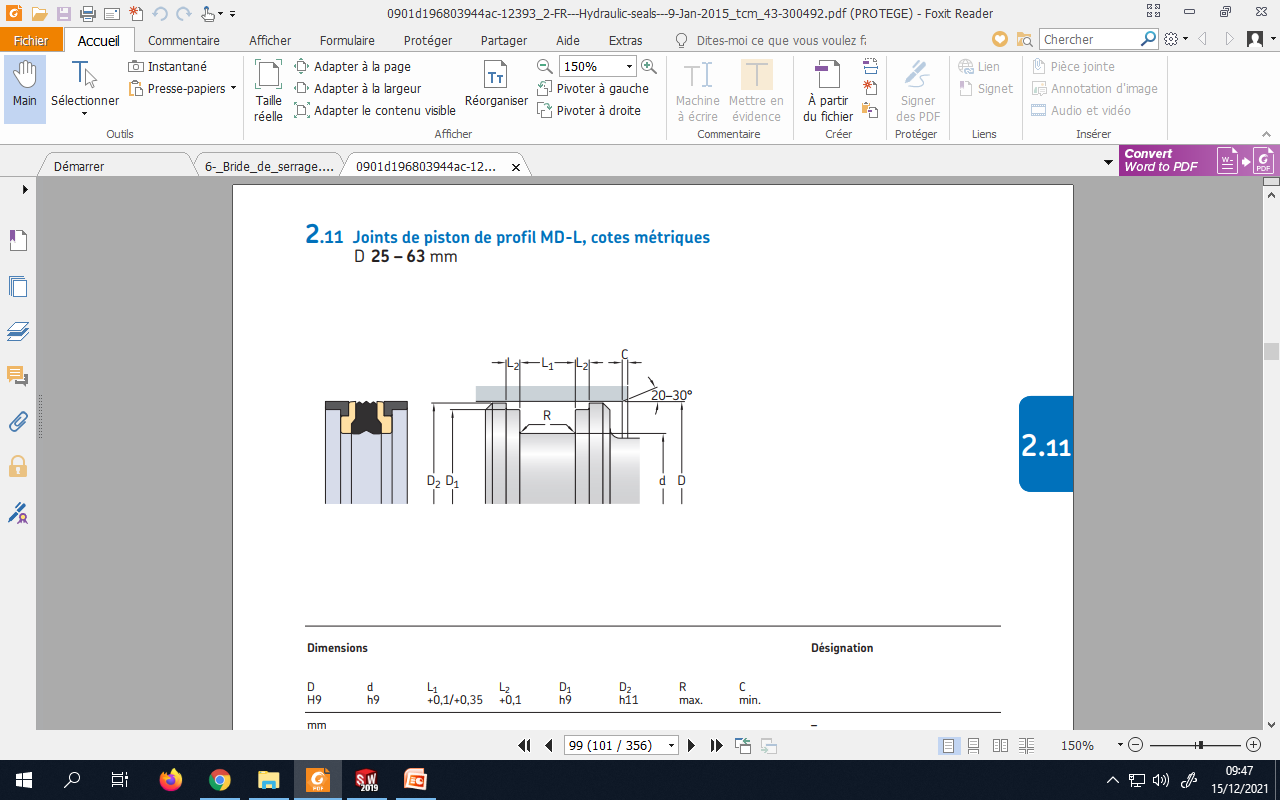 0901d196803944ac-12393_2-FR---Hydraulic-seals---9-Jan-2015_tcm_43-300492.pdf (PROTEGE) - Foxit Reader
Fichier Accueil Commentaire Afficher Formulaire Protéger Partager Aide Extras Dites-moi ce que vous voulez fa Chercher
Main
Sélectionner
Instantané
Presse-papiers
Outils
Taille réelle
Adapter à la page
Adapter à la largeur
Adapter le contenu visible
Réorganiser
150%
Pivoter à gauche
Pivoter à droite
Afficher
Machine à écrire
Mettre en évidence
Commentaire
À partir du fichier
Créer
Signer des PDF
Protéger
Lien
Signet
Liens
Pièce jointe
Annotation d'image
Audio et vidéo
Insérer
Démarrer 6-_Bride_de_serrage.... 0901d196803944ac-12...
Convert
Word to PDF
2.11 Joints de piston de profil MD-L, cotes métriques
D 25 – 63 mm
C
L2 L1 L2
20–30°
R
D2 D1 d D
2.11
Dimensions Désignation
D d L1 L2 D1 D2 R C
H9 h9 +0,1/+0,35 +0,1 h9 h11 max. min.
mm –
99 (101 / 356) 150%
09:47
15/12/2021